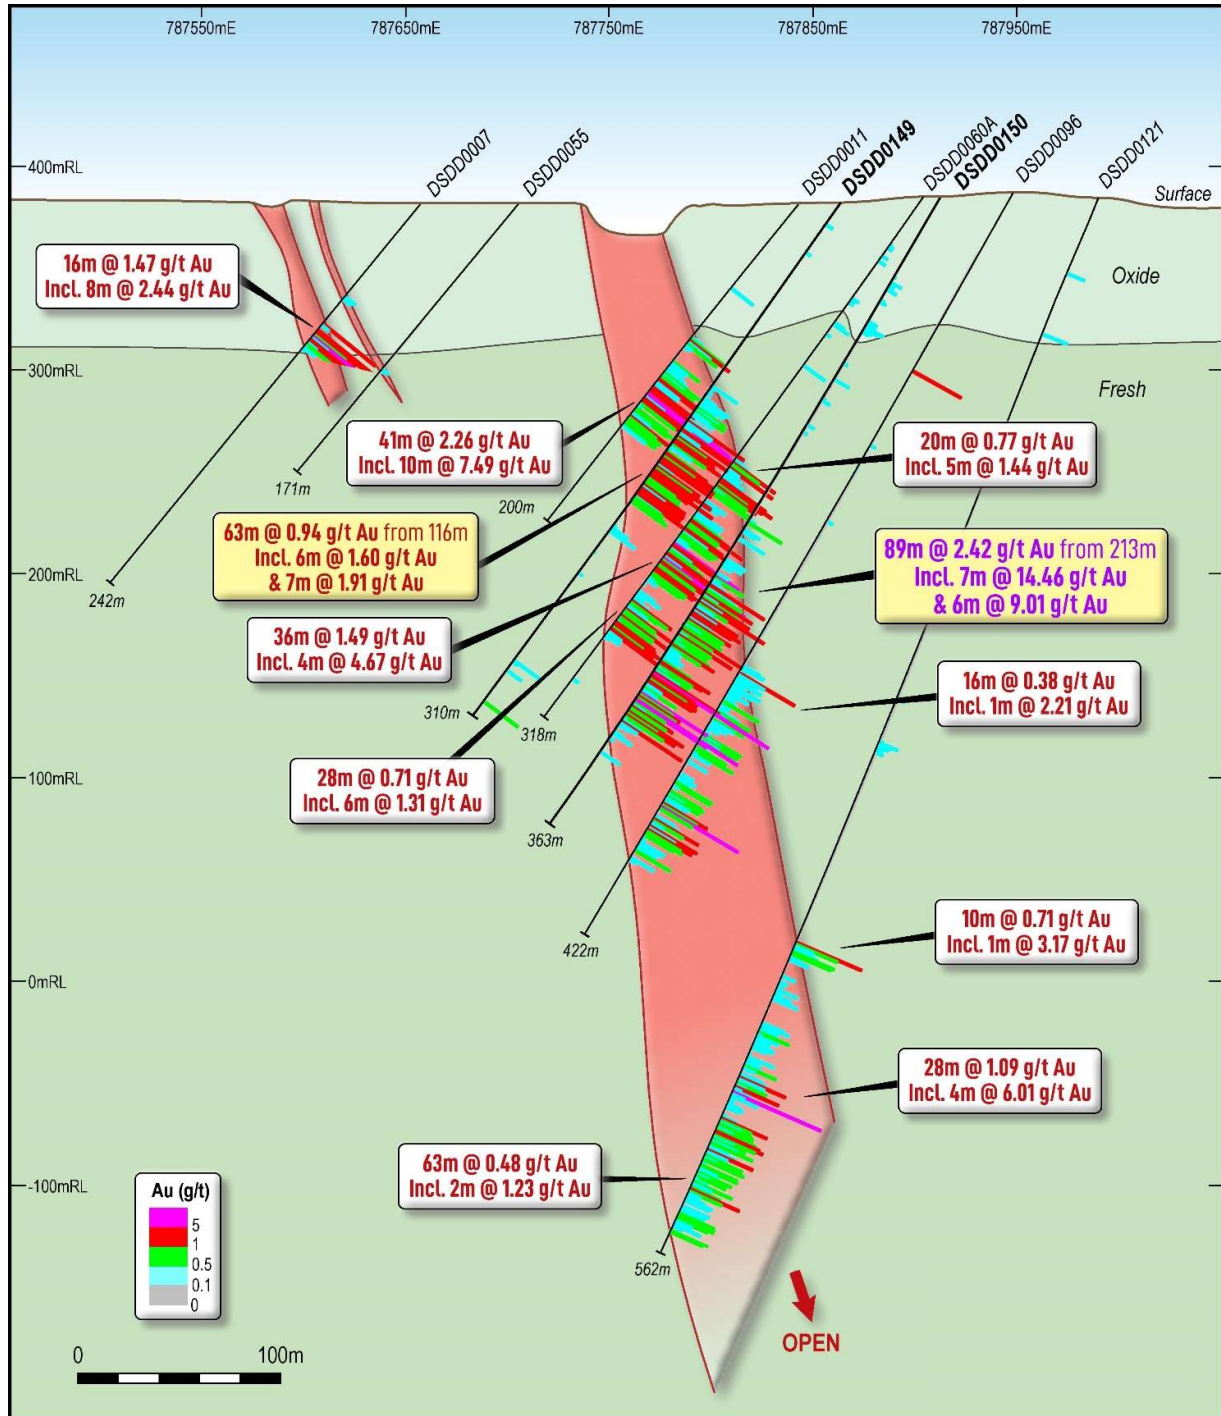 787550mE
787650mE
787750mE
787850mE
787950mE
400mRL
DSDD0007
DSDD0055
DSDD0011
DSDD0149
DSDD0060A
DSDD0150
DSDD0096
DSDD0121
Surface
16m @ 1.47 g/t Au
Incl. 8m @ 2.44 g/t Au
Oxide
300mRL
Fresh
41m @ 2.26 g/t Au
Incl. 10m @ 7.49 g/t Au
20m @ 0.77 g/t Au
Incl. 5m @ 1.44 g/t Au
171m
200m
63m @ 0.94 g/t Au from 116m
Incl. 6m @ 1.60 g/t Au
& 7m @ 1.91 g/t Au
89m @ 2.42 g/t Au from 213m
Incl. 7m @ 14.46 g/t Au
& 6m @ 9.01 g/t Au
200mRL
242m
36m @ 1.49 g/t Au
Incl. 4m @ 4.67 g/t Au
16m @ 0.38 g/t Au
Incl. 1m @ 2.21 g/t Au
310m
318m
28m @ 0.71 g/t Au
Incl. 6m @ 1.31 g/t Au
100mRL
363m
422m
10m @ 0.71 g/t Au
Incl. 1m @ 3.17 g/t Au
0mRL
28m @ 1.09 g/t Au
Incl. 4m @ 6.01 g/t Au
63m @ 0.48 g/t Au
Incl. 2m @ 1.23 g/t Au
-100mRL
Au (g/t)
5
1
0.5
0.1
0
562m
OPEN
0
100m